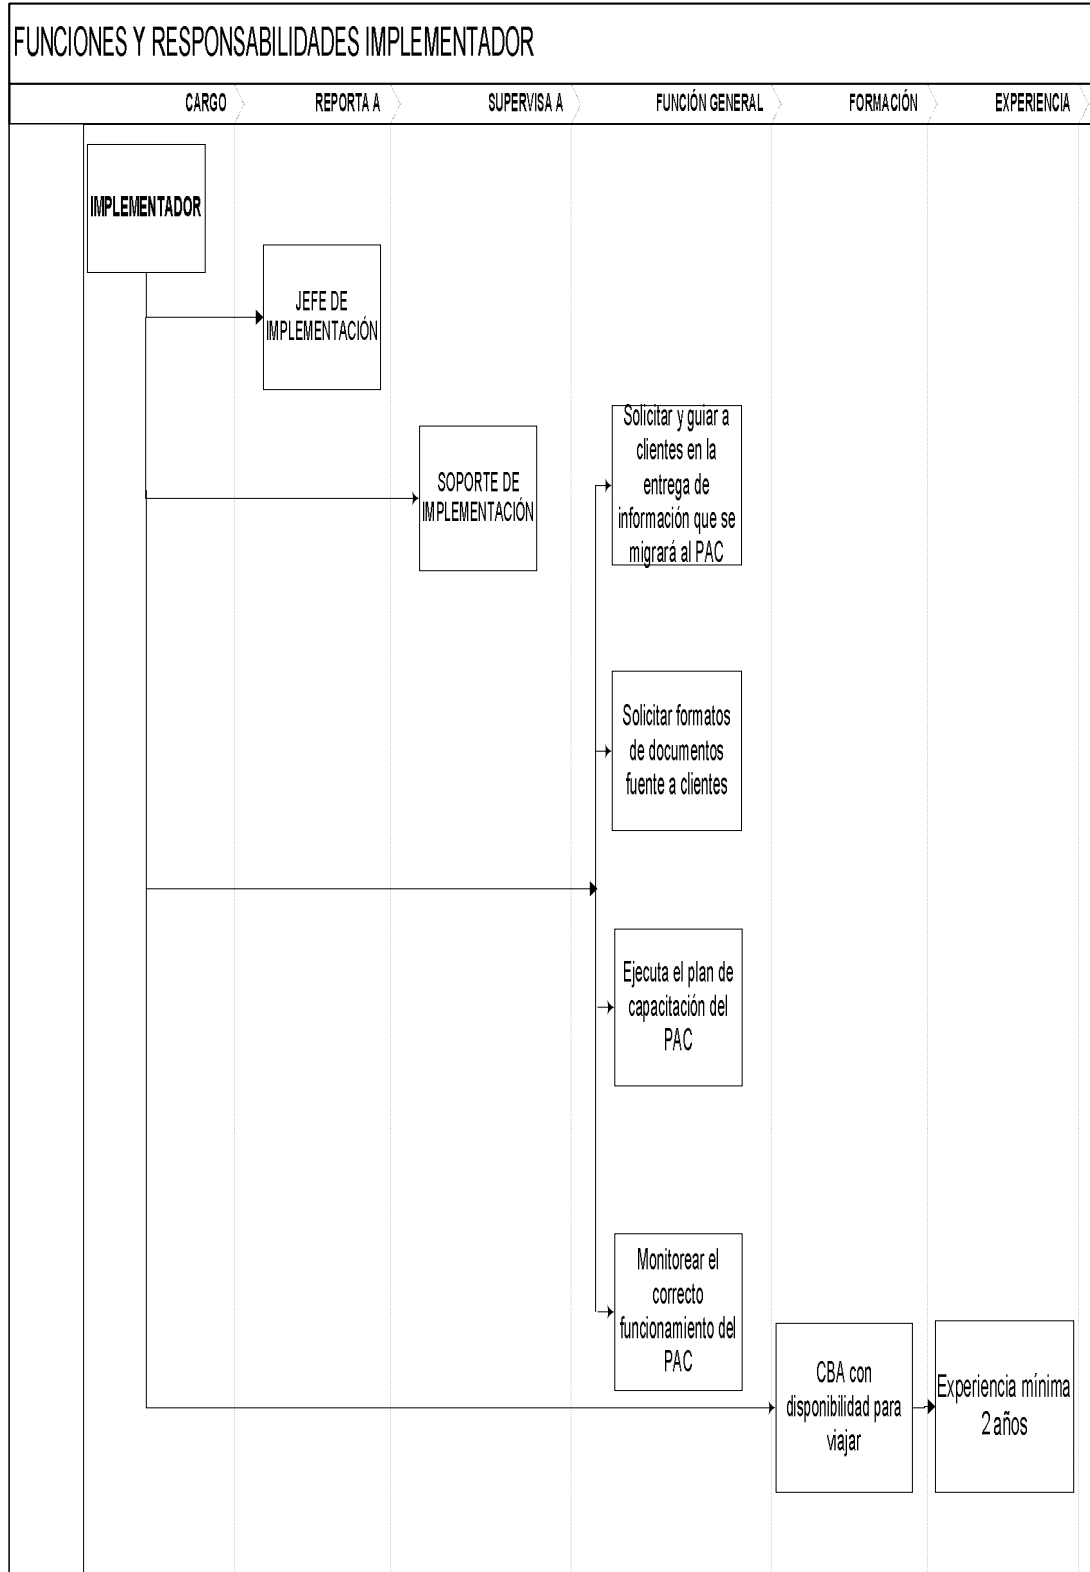 FUNCIONES Y RESPONSABILIDADES IMPLEMENTADOR
CARGO
REPORTA A
SUPERVISA A
FUNCIÓN GENERAL
FORMACIÓN
EXPERIENCIA
IMPLEMENTADOR
JEFE DE
IMPLEMENTACIÓN
SOPORTE DE
IMPLEMENTACIÓN
Solicitar y guiar a
clientes en la
entrega de
información que se
migrará al PAC
Solicitar formatos
de documentos
fuente a clientes
Ejecuta el plan de
capacitación del
PAC
Monitorear el
correcto
funcionamiento del
PAC
CBA con
disponibilidad para
viajar
Experiencia mínima
2 años